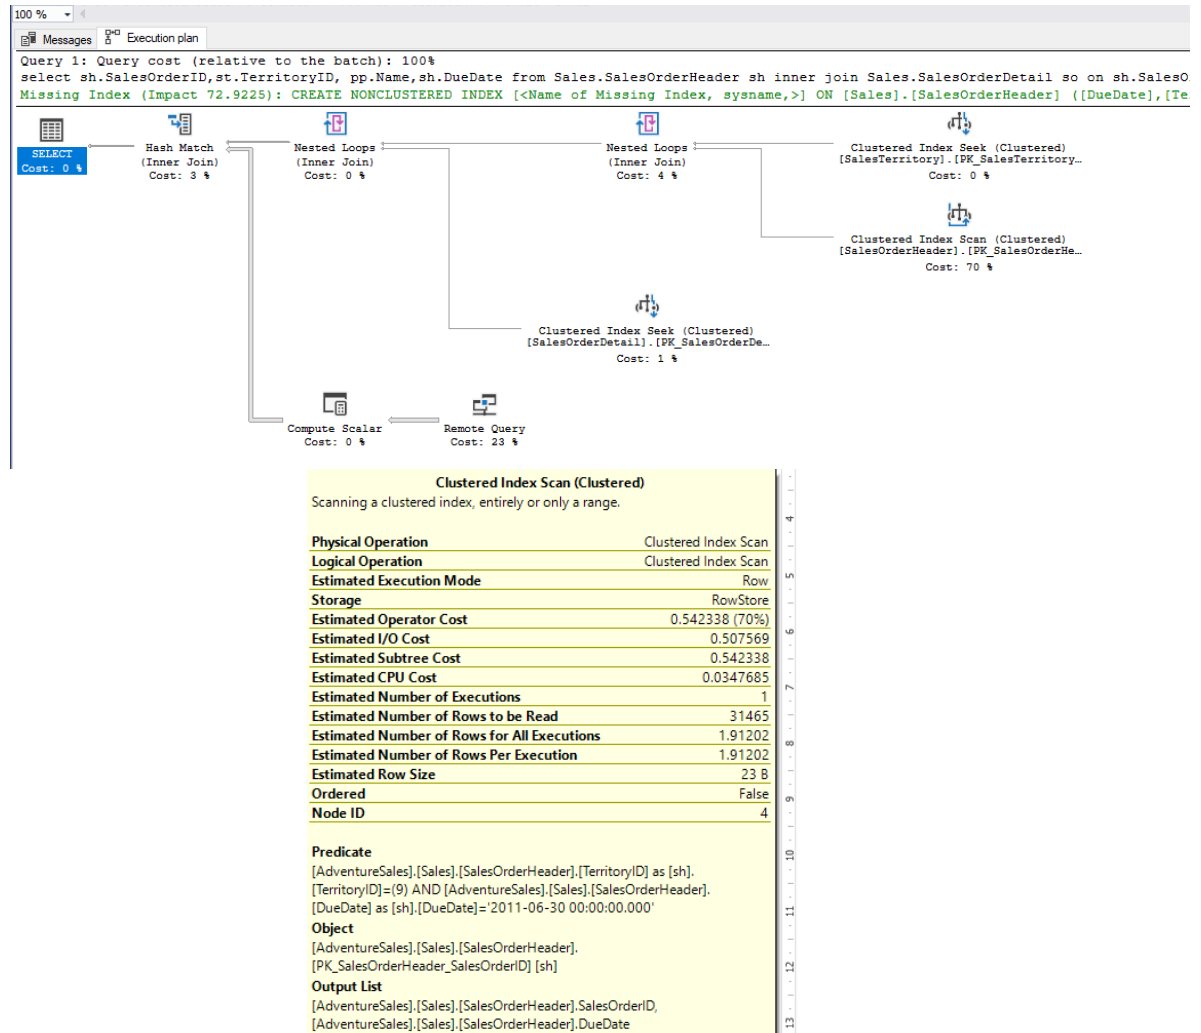 100 %
Messages Execution plan
Query 1: Query cost (relative to the batch): 100%
select sh.SalesOrderID,st.TerritoryID, pp.Name,sh.DueDate from Sales.SalesOrderHeader sh inner join Sales.SalesOrderDetail so on sh.SalesO
Missing Index (Impact 72.9225): CREATE NONCLUSTERED INDEX [<Name of Missing Index, sysname,>] ON [Sales].[SalesOrderHeader] ([DueDate],[Te
SELECT
Cost: 0 %
Hash Match
(Inner Join)
Cost: 3 %
Nested Loops
(Inner Join)
Cost: 0 %
Nested Loops
(Inner Join)
Cost: 4 %
Clustered Index Seek (Clustered)
[SalesTerritory].[PK_SalesTerritory…
Cost: 0 %
Clustered Index Scan (Clustered)
[SalesOrderHeader].[PK_SalesOrderHe…
Cost: 70 %
Clustered Index Seek (Clustered)
[SalesOrderDetail].[PK_SalesOrderDe…
Cost: 1 %
Compute Scalar
Cost: 0 %
Remote Query
Cost: 23 %
Clustered Index Scan (Clustered)
Scanning a clustered index, entirely or only a range.
Physical Operation Clustered Index Scan
Logical Operation Clustered Index Scan
Estimated Execution Mode Row
Storage RowStore
Estimated Operator Cost 0.542338 (70%)
Estimated I/O Cost 0.507569
Estimated Subtree Cost 0.542338
Estimated CPU Cost 0.0347685
Estimated Number of Executions 1
Estimated Number of Rows to be Read 31465
Estimated Number of Rows for All Executions 1.91202
Estimated Number of Rows Per Execution 1.91202
Estimated Row Size 23 B
Ordered False
Node ID 4
Predicate
[AdventureSales].[Sales].[SalesOrderHeader].[TerritoryID] as [sh].
[TerritoryID]=(9) AND [AdventureSales].[Sales].[SalesOrderHeader].
[DueDate] as [sh].[DueDate]='2011-06-30 00:00:00.000'
Object
[AdventureSales].[Sales].[SalesOrderHeader].
[PK_SalesOrderHeader_SalesOrderID] [sh]
Output List
[AdventureSales].[Sales].[SalesOrderHeader].SalesOrderID,
[AdventureSales].[Sales].[SalesOrderHeader].DueDate
4
5
6
7
8
9
10
11
12
13